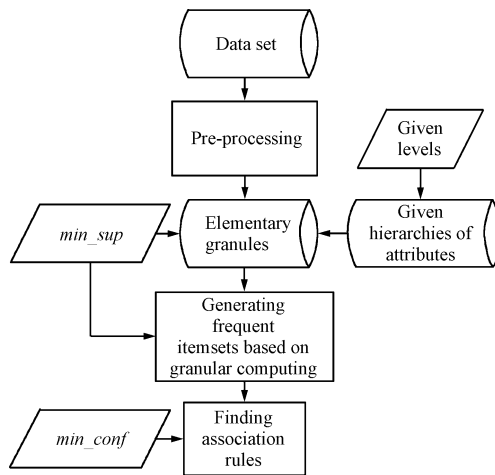 Data set
Pre-processing
Given
levels
min_sup
Elementary
granules
Given
hierarchies of
attributes
Generating
frequent
itemsets based on
granular computing
min_conf
Finding
association
rules